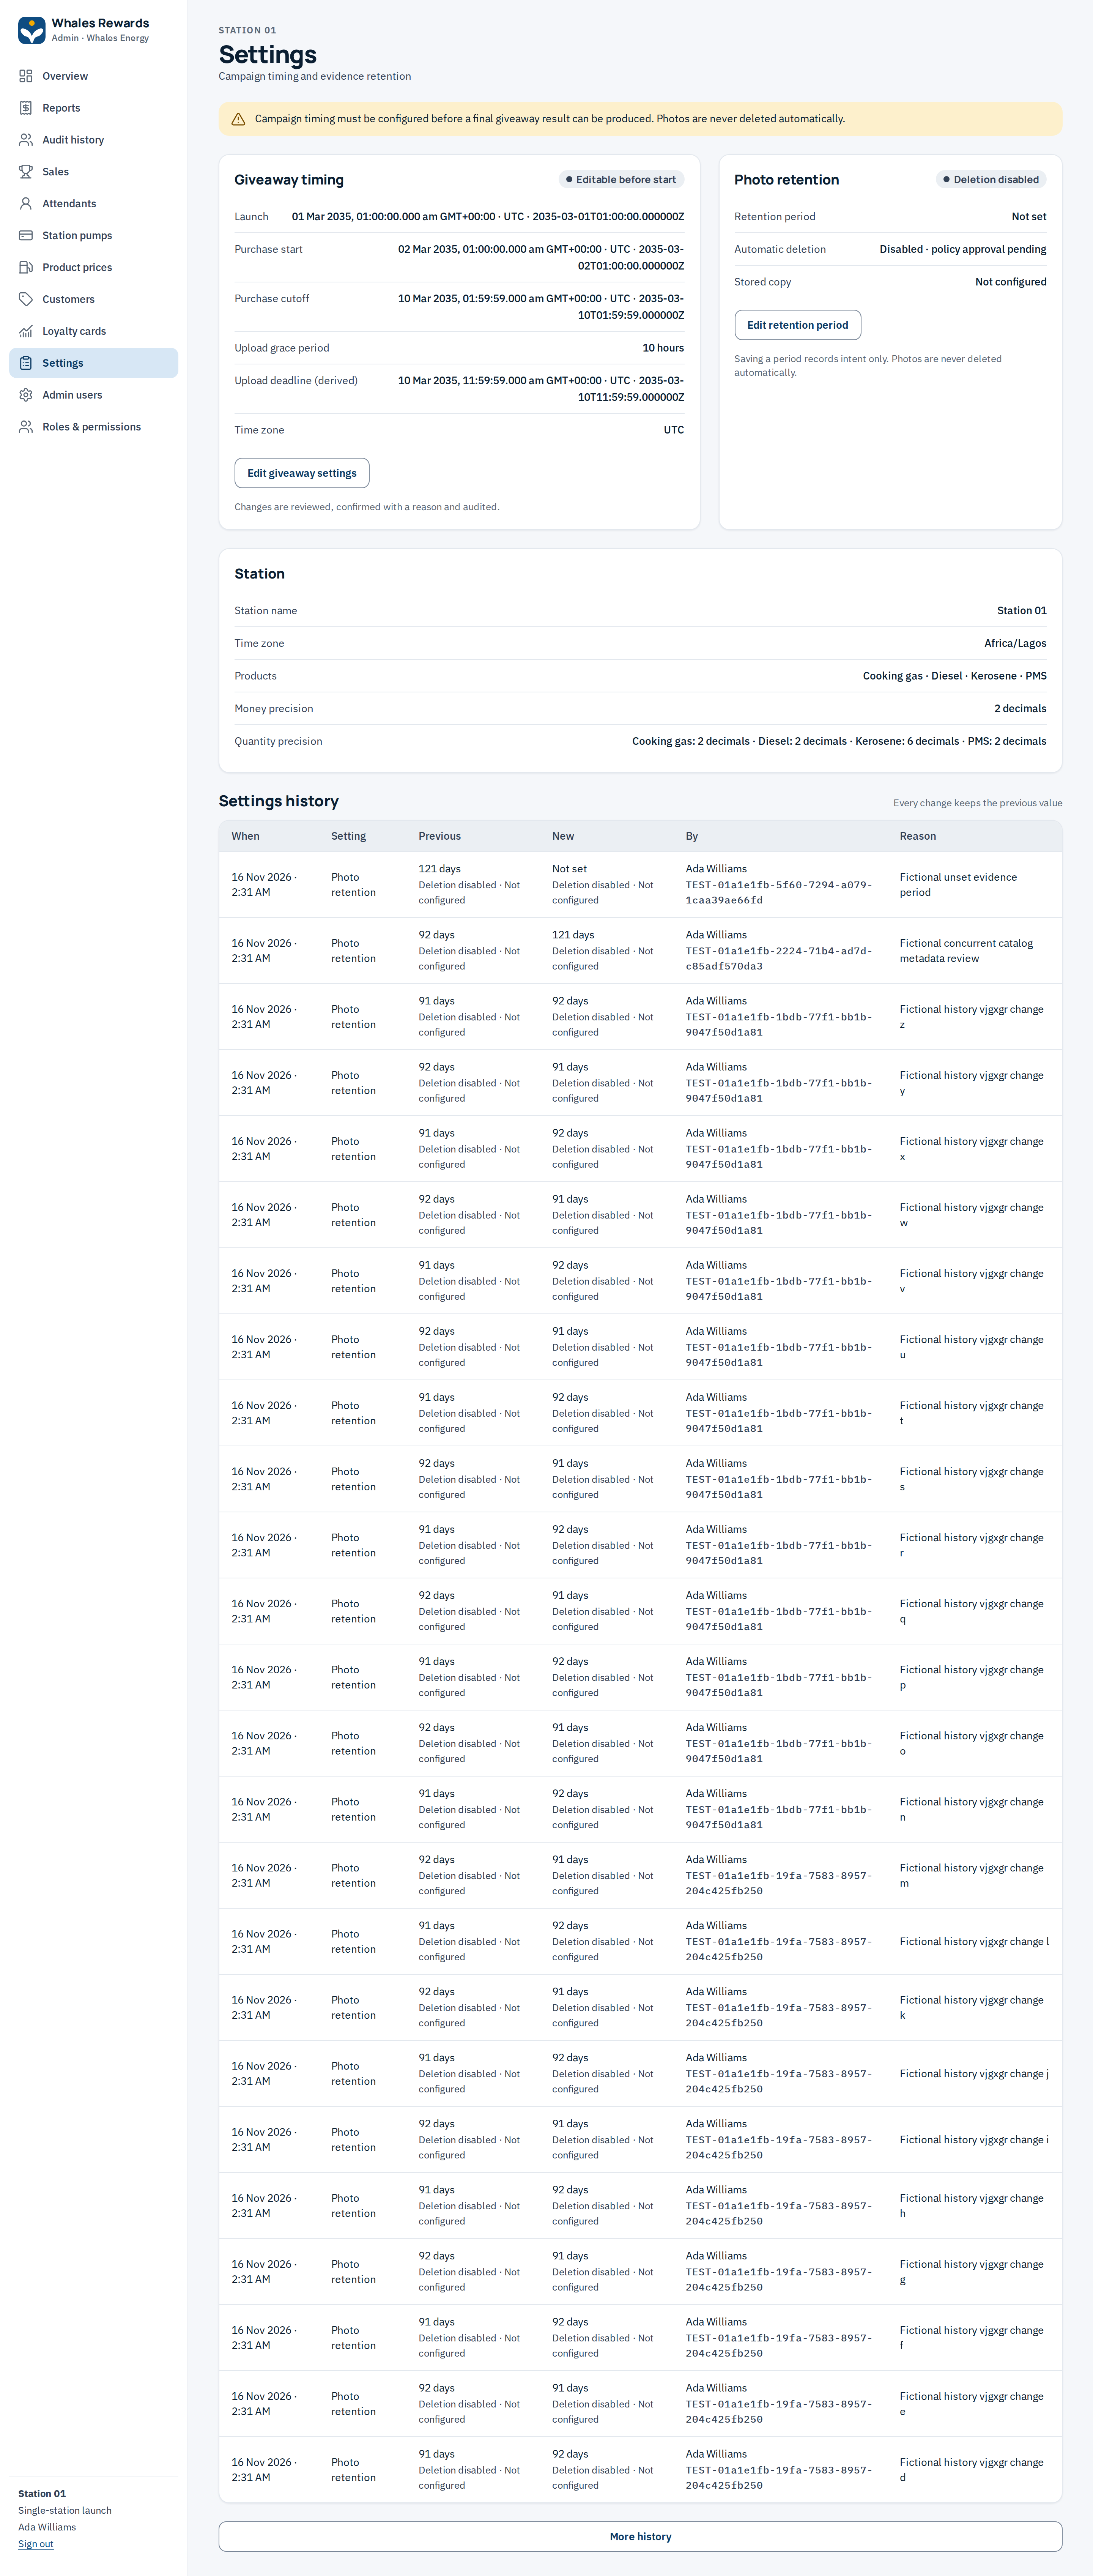 Whales Rewards
Admin · Whales Energy
Overview
Reports
Audit history
Sales
Attendants
Station pumps
Product prices
Customers
Loyalty cards
Settings
Admin users
Roles & permissions
STATION 01
Settings
Campaign timing and evidence retention
Campaign timing must be configured before a final giveaway result can be produced. Photos are never deleted automatically.
Giveaway timing
Editable before start
Launch 01 Mar 2035, 01:00:00.000 am GMT+00:00 · UTC · 2035-03-01T01:00:00.000000Z
Purchase start 02 Mar 2035, 01:00:00.000 am GMT+00:00 · UTC · 2035-03-
02T01:00:00.000000Z
Purchase cutoff 10 Mar 2035, 01:59:59.000 am GMT+00:00 · UTC · 2035-03-
10T01:59:59.000000Z
Upload grace period 10 hours
Upload deadline (derived) 10 Mar 2035, 11:59:59.000 am GMT+00:00 · UTC · 2035-03-
10T11:59:59.000000Z
Time zone UTC
Edit giveaway settings
Changes are reviewed, confirmed with a reason and audited.
Photo retention
Deletion disabled
Retention period Not set
Automatic deletion Disabled · policy approval pending
Stored copy Not configured
Edit retention period
Saving a period records intent only. Photos are never deleted
automatically.
Station
Station name Station 01
Time zone Africa/Lagos
Products Cooking gas · Diesel · Kerosene · PMS
Money precision 2 decimals
Quantity precision Cooking gas: 2 decimals · Diesel: 2 decimals · Kerosene: 6 decimals · PMS: 2 decimals
Settings history
Every change keeps the previous value
When Setting Previous New By Reason
121 days Not set Ada Williams
16 Nov 2026 · Photo Deletion disabled · Not Deletion disabled · Not TEST-01a1e1fb-5f60-7294-a079- Fictional unset evidence
2:31 AM retention configured configured 1caa39ae66fd period
92 days 121 days Ada Williams
16 Nov 2026 · Photo Deletion disabled · Not Deletion disabled · Not TEST-01a1e1fb-2224-71b4-ad7d- Fictional concurrent catalog
2:31 AM retention configured configured c85adf570da3 metadata review
91 days 92 days Ada Williams
16 Nov 2026 · Photo Deletion disabled · Not Deletion disabled · Not TEST-01a1e1fb-1bdb-77f1-bb1b- Fictional history vjgxgr change
2:31 AM retention configured configured 9047f50d1a81 z
92 days 91 days Ada Williams
16 Nov 2026 · Photo Deletion disabled · Not Deletion disabled · Not TEST-01a1e1fb-1bdb-77f1-bb1b- Fictional history vjgxgr change
2:31 AM retention configured configured 9047f50d1a81 y
91 days 92 days Ada Williams
16 Nov 2026 · Photo Deletion disabled · Not Deletion disabled · Not TEST-01a1e1fb-1bdb-77f1-bb1b- Fictional history vjgxgr change
2:31 AM retention configured configured 9047f50d1a81 x
92 days 91 days Ada Williams
16 Nov 2026 · Photo Deletion disabled · Not Deletion disabled · Not TEST-01a1e1fb-1bdb-77f1-bb1b- Fictional history vjgxgr change
2:31 AM retention configured configured 9047f50d1a81 w
91 days 92 days Ada Williams
16 Nov 2026 · Photo Deletion disabled · Not Deletion disabled · Not TEST-01a1e1fb-1bdb-77f1-bb1b- Fictional history vjgxgr change
2:31 AM retention configured configured 9047f50d1a81 v
92 days 91 days Ada Williams
16 Nov 2026 · Photo Deletion disabled · Not Deletion disabled · Not TEST-01a1e1fb-1bdb-77f1-bb1b- Fictional history vjgxgr change
2:31 AM retention configured configured 9047f50d1a81 u
91 days 92 days Ada Williams
16 Nov 2026 · Photo Deletion disabled · Not Deletion disabled · Not TEST-01a1e1fb-1bdb-77f1-bb1b- Fictional history vjgxgr change
2:31 AM retention configured configured 9047f50d1a81 t
92 days 91 days Ada Williams
16 Nov 2026 · Photo Deletion disabled · Not Deletion disabled · Not TEST-01a1e1fb-1bdb-77f1-bb1b- Fictional history vjgxgr change
2:31 AM retention configured configured 9047f50d1a81 s
91 days 92 days Ada Williams
16 Nov 2026 · Photo Deletion disabled · Not Deletion disabled · Not TEST-01a1e1fb-1bdb-77f1-bb1b- Fictional history vjgxgr change
2:31 AM retention configured configured 9047f50d1a81 r
92 days 91 days Ada Williams
16 Nov 2026 · Photo Deletion disabled · Not Deletion disabled · Not TEST-01a1e1fb-1bdb-77f1-bb1b- Fictional history vjgxgr change
2:31 AM retention configured configured 9047f50d1a81 q
91 days 92 days Ada Williams
16 Nov 2026 · Photo Deletion disabled · Not Deletion disabled · Not TEST-01a1e1fb-1bdb-77f1-bb1b- Fictional history vjgxgr change
2:31 AM retention configured configured 9047f50d1a81 p
92 days 91 days Ada Williams
16 Nov 2026 · Photo Deletion disabled · Not Deletion disabled · Not TEST-01a1e1fb-1bdb-77f1-bb1b- Fictional history vjgxgr change
2:31 AM retention configured configured 9047f50d1a81 o
91 days 92 days Ada Williams
16 Nov 2026 · Photo Deletion disabled · Not Deletion disabled · Not TEST-01a1e1fb-1bdb-77f1-bb1b- Fictional history vjgxgr change
2:31 AM retention configured configured 9047f50d1a81 n
92 days 91 days Ada Williams
16 Nov 2026 · Photo Deletion disabled · Not Deletion disabled · Not TEST-01a1e1fb-19fa-7583-8957- Fictional history vjgxgr change
2:31 AM retention configured configured 204c425fb250 m
91 days 92 days Ada Williams
16 Nov 2026 · Photo Deletion disabled · Not Deletion disabled · Not TEST-01a1e1fb-19fa-7583-8957- Fictional history vjgxgr change l
2:31 AM retention configured configured 204c425fb250
92 days 91 days Ada Williams
16 Nov 2026 · Photo Deletion disabled · Not Deletion disabled · Not TEST-01a1e1fb-19fa-7583-8957- Fictional history vjgxgr change
2:31 AM retention configured configured 204c425fb250 k
91 days 92 days Ada Williams
16 Nov 2026 · Photo Deletion disabled · Not Deletion disabled · Not TEST-01a1e1fb-19fa-7583-8957- Fictional history vjgxgr change j
2:31 AM retention configured configured 204c425fb250
92 days 91 days Ada Williams
16 Nov 2026 · Photo Deletion disabled · Not Deletion disabled · Not TEST-01a1e1fb-19fa-7583-8957- Fictional history vjgxgr change i
2:31 AM retention configured configured 204c425fb250
91 days 92 days Ada Williams
16 Nov 2026 · Photo Deletion disabled · Not Deletion disabled · Not TEST-01a1e1fb-19fa-7583-8957- Fictional history vjgxgr change
2:31 AM retention configured configured 204c425fb250 h
92 days 91 days Ada Williams
16 Nov 2026 · Photo Deletion disabled · Not Deletion disabled · Not TEST-01a1e1fb-19fa-7583-8957- Fictional history vjgxgr change
2:31 AM retention configured configured 204c425fb250 g
91 days 92 days Ada Williams
16 Nov 2026 · Photo Deletion disabled · Not Deletion disabled · Not TEST-01a1e1fb-19fa-7583-8957- Fictional history vjgxgr change
2:31 AM retention configured configured 204c425fb250 f
92 days 91 days Ada Williams
16 Nov 2026 · Photo Deletion disabled · Not Deletion disabled · Not TEST-01a1e1fb-19fa-7583-8957- Fictional history vjgxgr change
2:31 AM retention configured configured 204c425fb250 e
91 days 92 days Ada Williams
16 Nov 2026 · Photo Deletion disabled · Not Deletion disabled · Not TEST-01a1e1fb-19fa-7583-8957- Fictional history vjgxgr change
2:31 AM retention configured configured 204c425fb250 d
More history
Station 01
Single-station launch
Ada Williams
Sign out